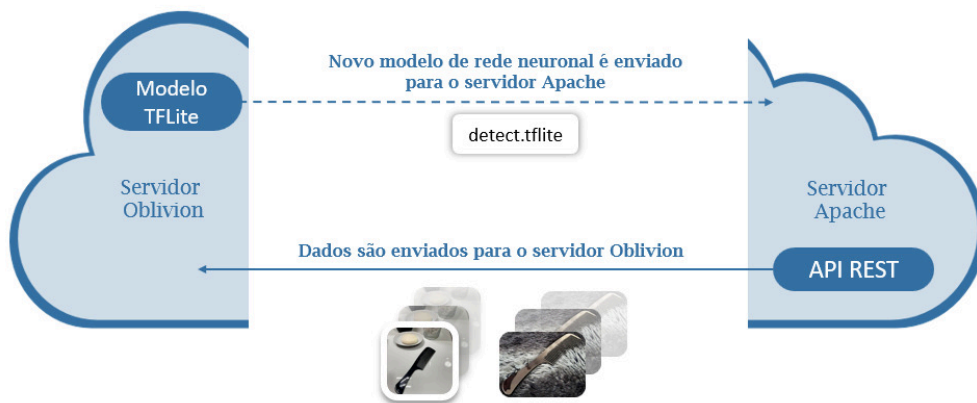 Novo modelo de rede neuronal é enviado
para o servidor Apache
Modelo
TFLite
detect.tflite
Servidor
Oblivion
Servidor
Apache
Dados são enviados para o servidor Oblivion
API REST